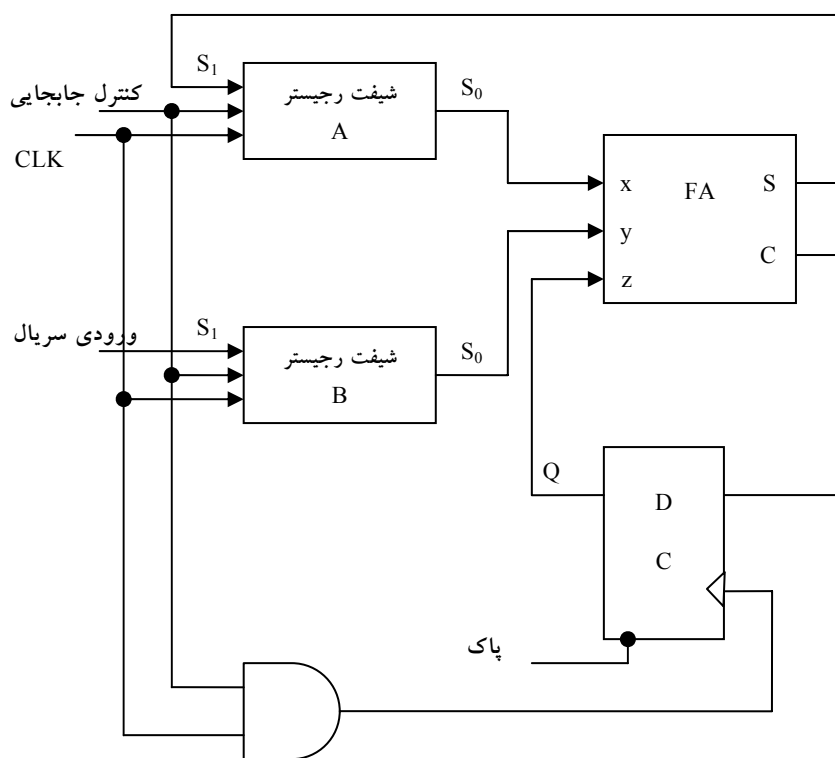 S1
شیفت رجیستر
A
S0
کنترل جابجایی
CLK
x
FA
S
y
C
z
ورودی سریال
S1
شیفت رجیستر
B
S0
Q
D
C
پاک